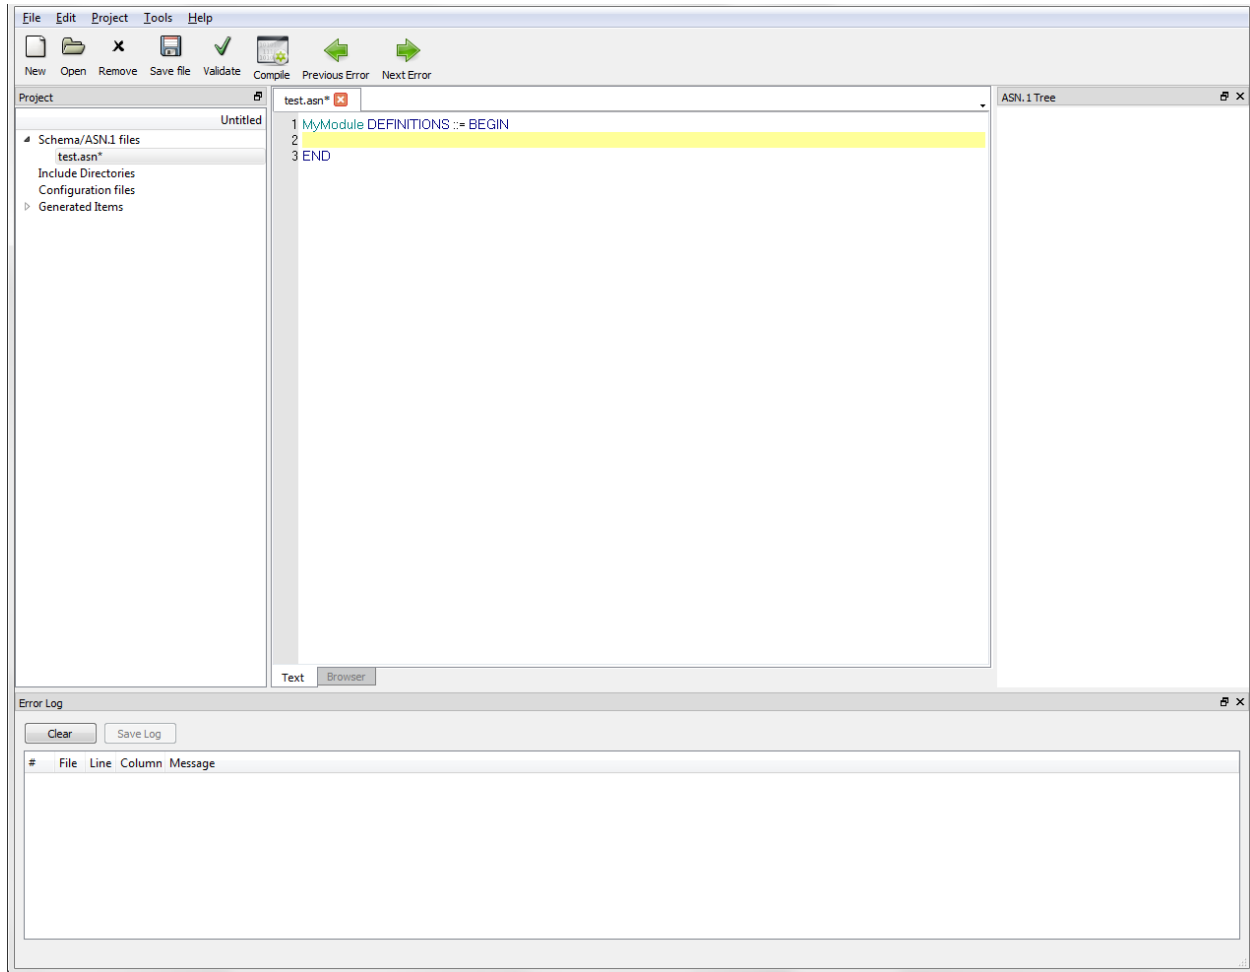 File Edit Project Tools Help
New Open Remove Save file Validate Compile Previous Error Next Error
Project
Untitled
Schema/ASN.1 files
test.asn*
Include Directories
Configuration files
Generated Items
test.asn*
1 MyModule DEFINITIONS ::= BEGIN
2
3 END
Text Browser
ASN.1 Tree
Error Log
Clear Save Log
# File Line Column Message